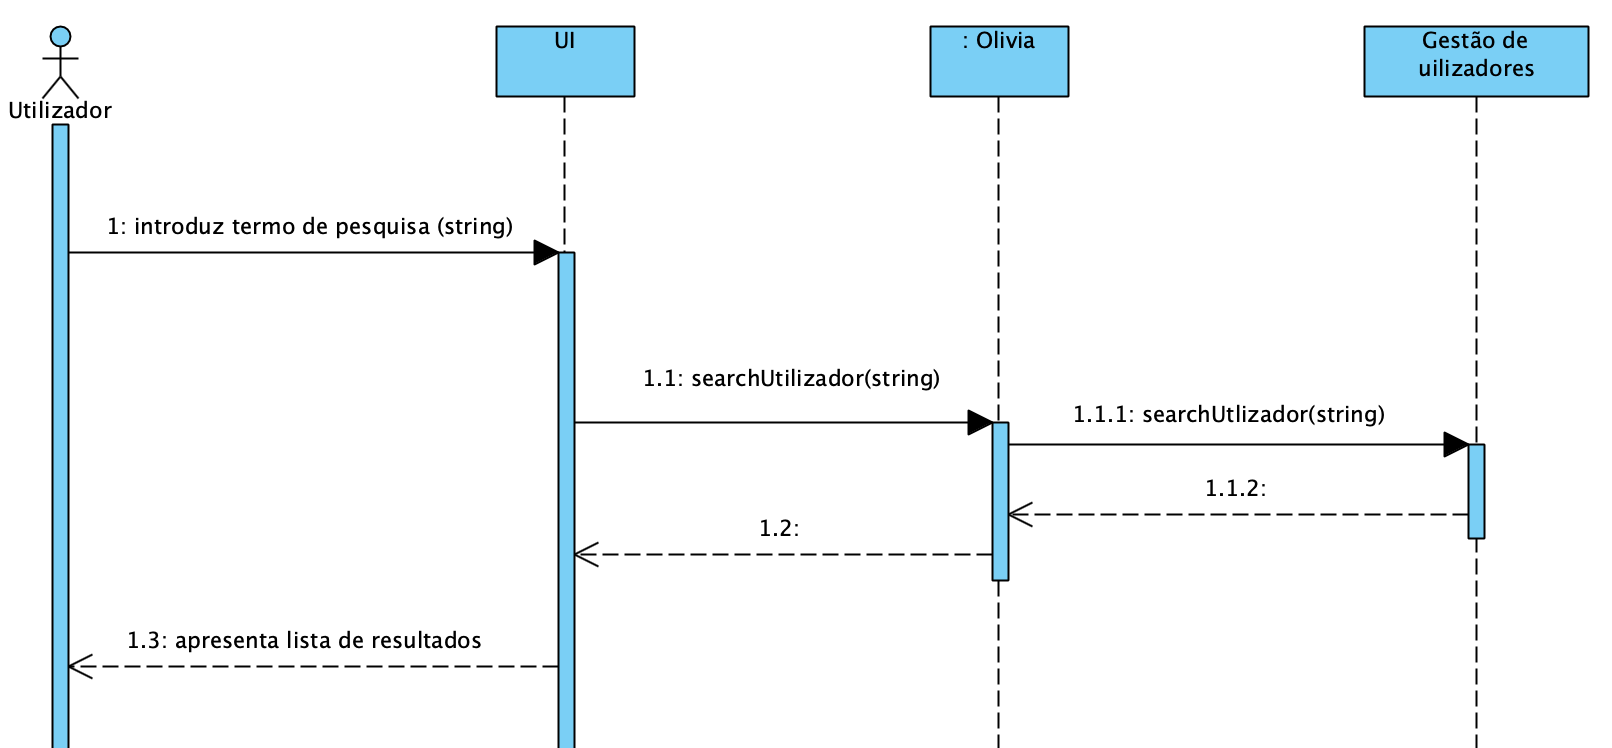 UI
: Olivia
Gestão de
uilizadores
Utilizador
1: introduz termo de pesquisa (string)
1.1: searchUtilizador(string)
1.1.1: searchUtlizador(string)
1.1.2:
1.2:
1.3: apresenta lista de resultados